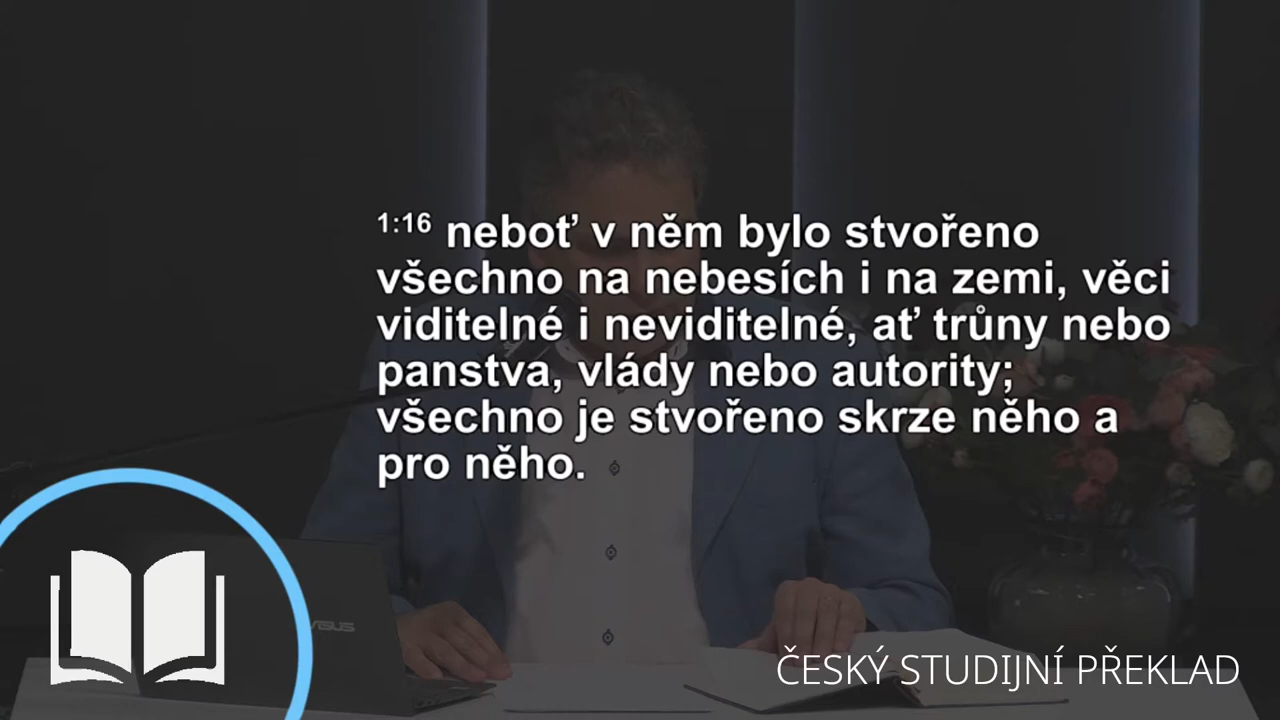 1:16 neboť v něm bylo stvořeno
všechno na nebesích i na zemi, věci
viditelné i neviditelné, ať trůny nebo
panstva, vlády nebo autority;
všechno je stvořeno skrze něho a
pro něho.
ASUS
ČESKÝ STUDIJNÍ PŘEKLAD